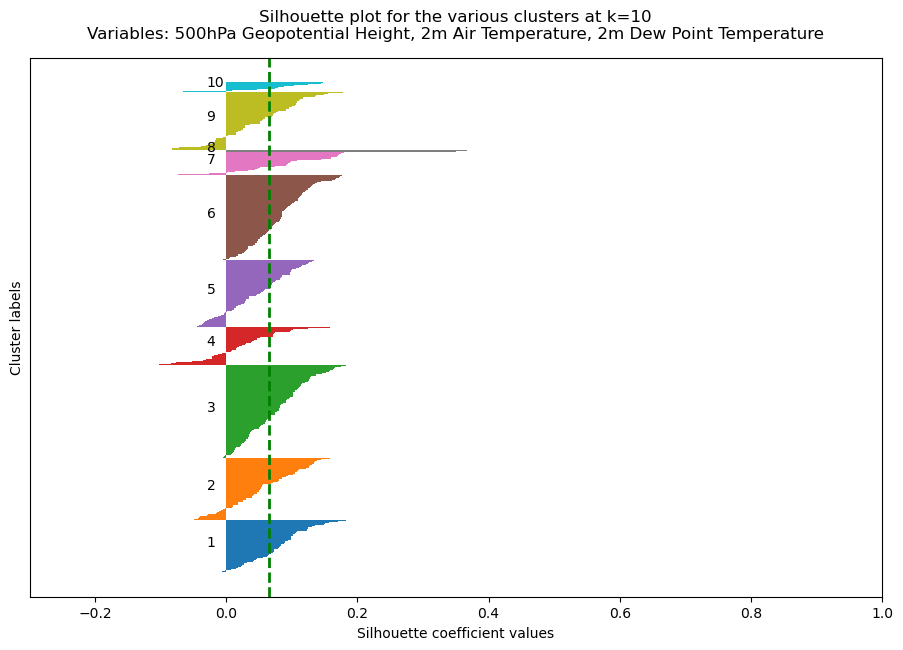 Silhouette plot for the various clusters at k=10
Variables: 500hPa Geopotential Height, 2m Air Temperature, 2m Dew Point Temperature
10
9
8
7
6
5
4
3
2
1
Cluster labels
−0.2 0.0 0.2 0.4 0.6 0.8 1.0
Silhouette coefficient values